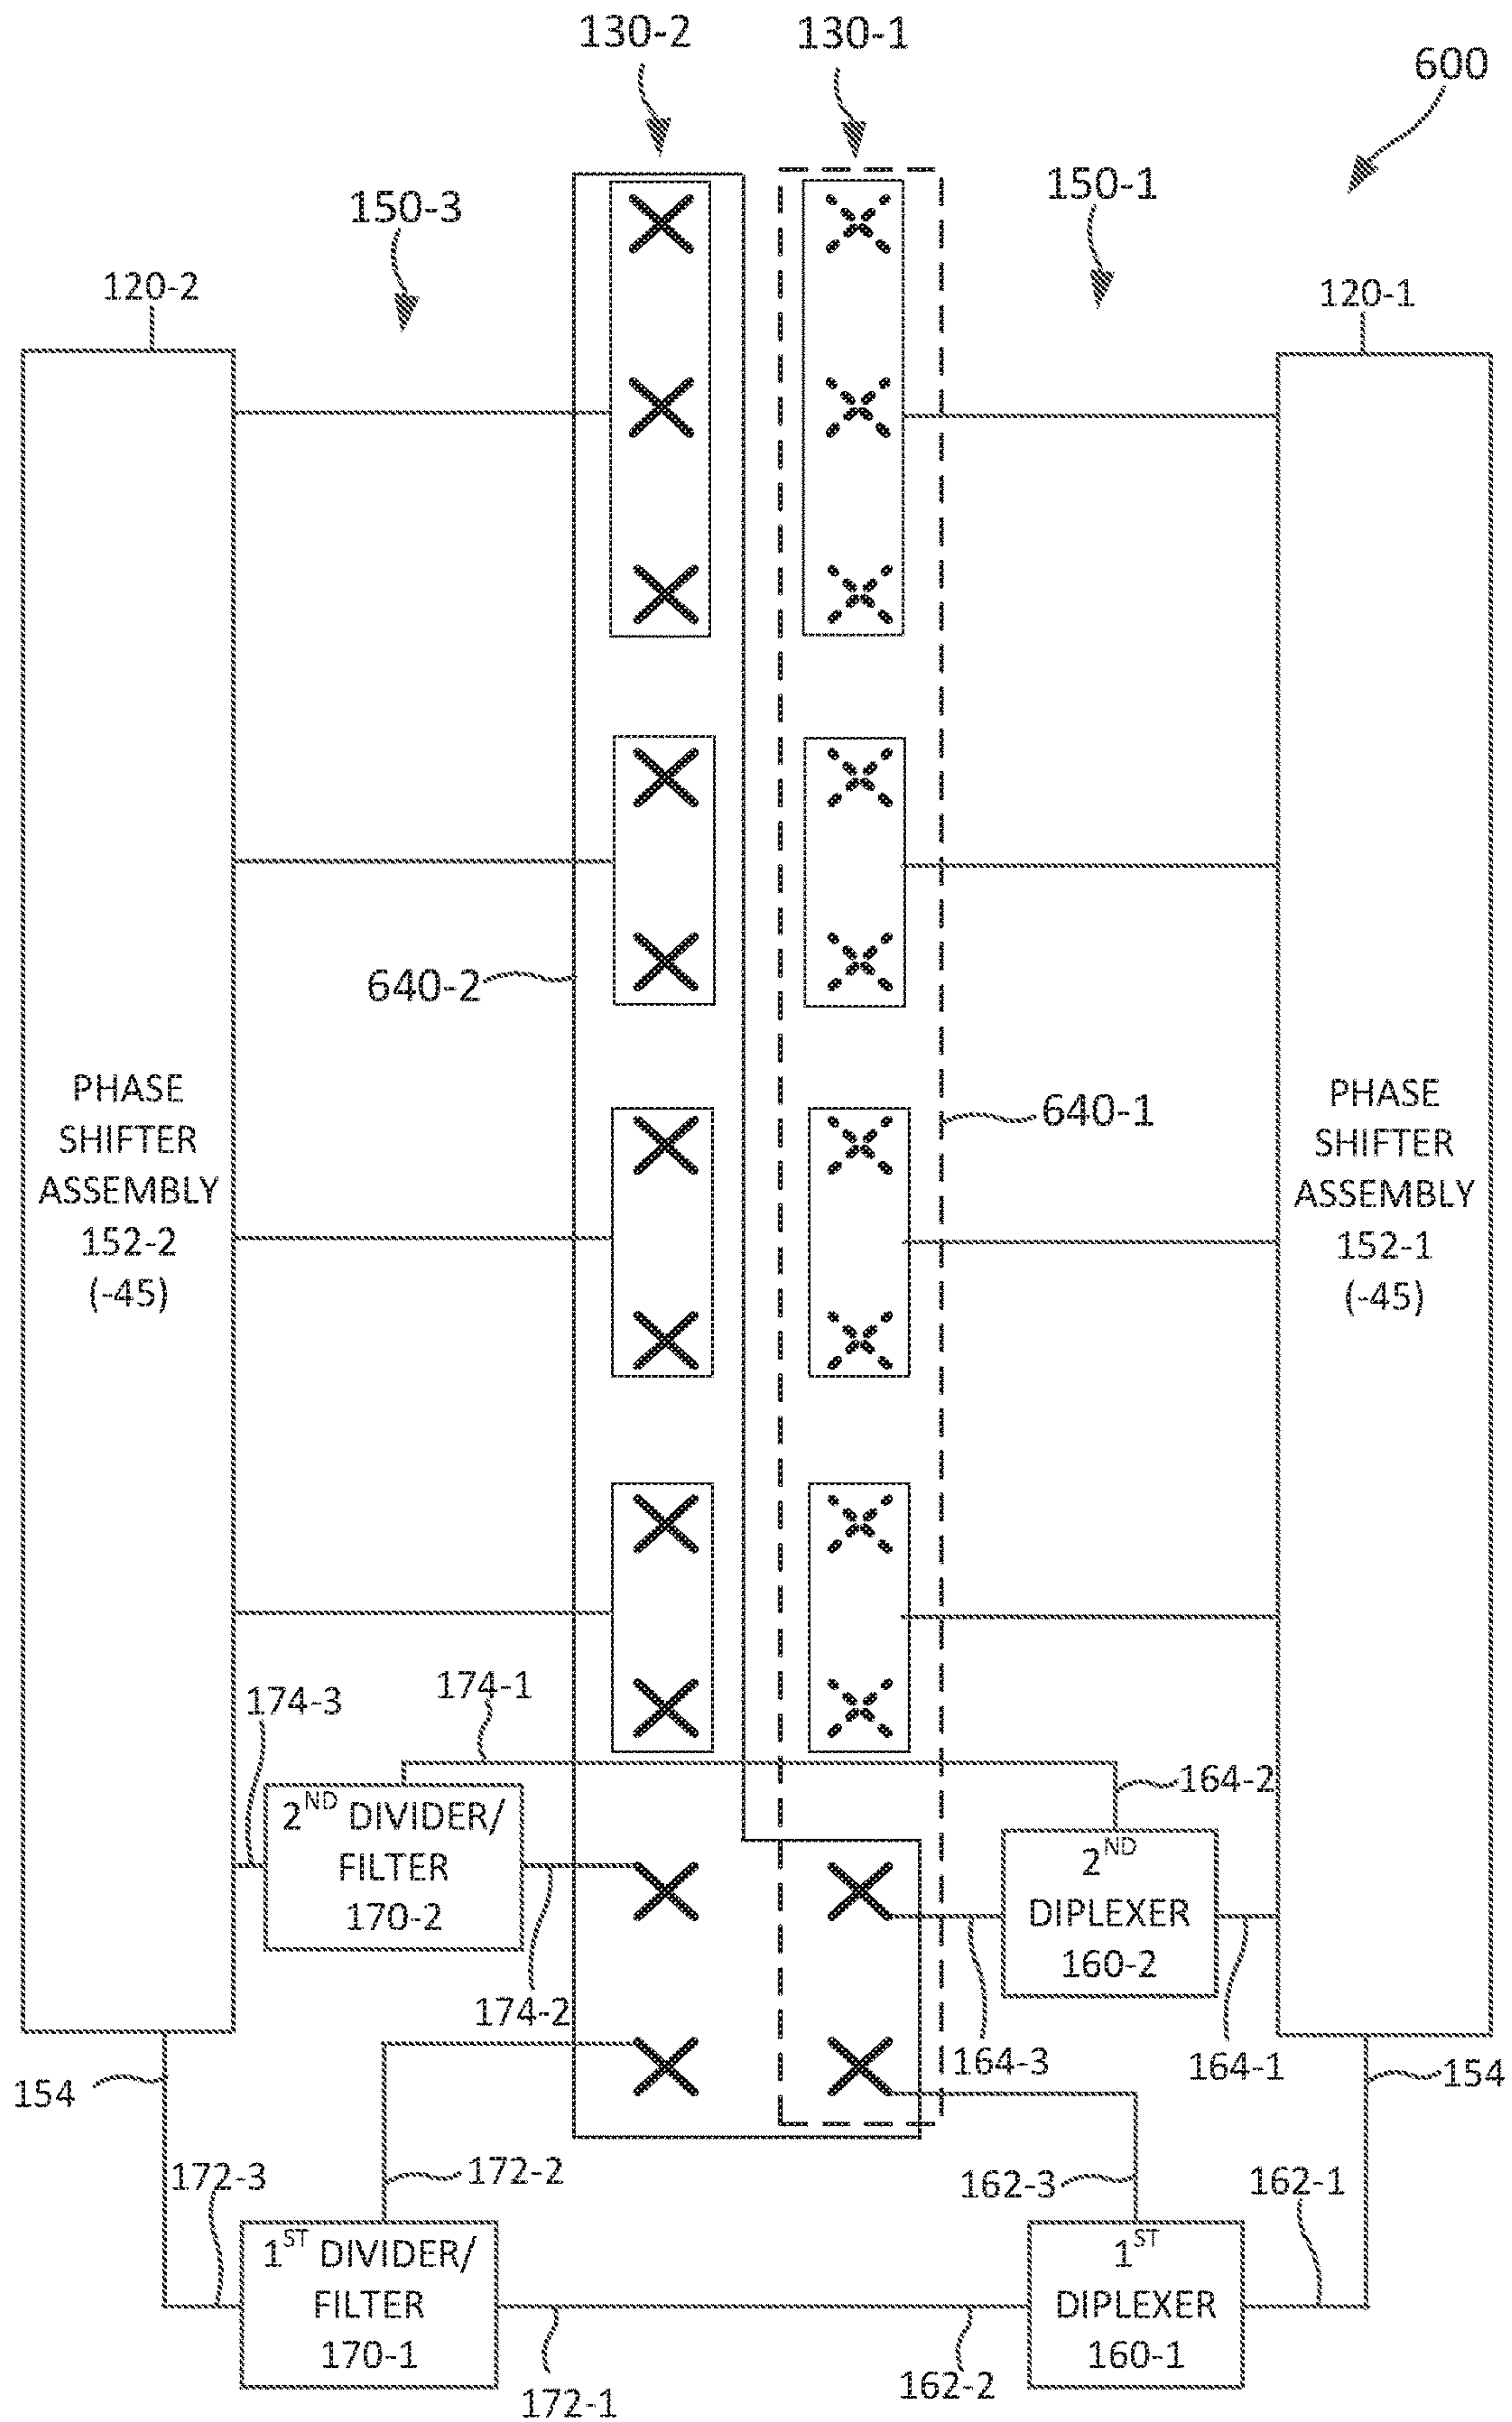 130-2
130-1
600
150-3
150-1
120-2
120-1
640-2
640-1
PHASE
SHIFTER
ASSEMBLY
152-2
(-45)
PHASE
SHIFTER
ASSEMBLY
152-1
(-45)
174-3
174-1
164-2
2ND DIVIDER/
FILTER
170-2
2ND
DIPLEXER
160-2
174-2
164-3
164-1
154
154
172-3
172-2
162-3
162-1
1ST DIVIDER/
FILTER
170-1
1ST
DIPLEXER
160-1
172-1
162-2